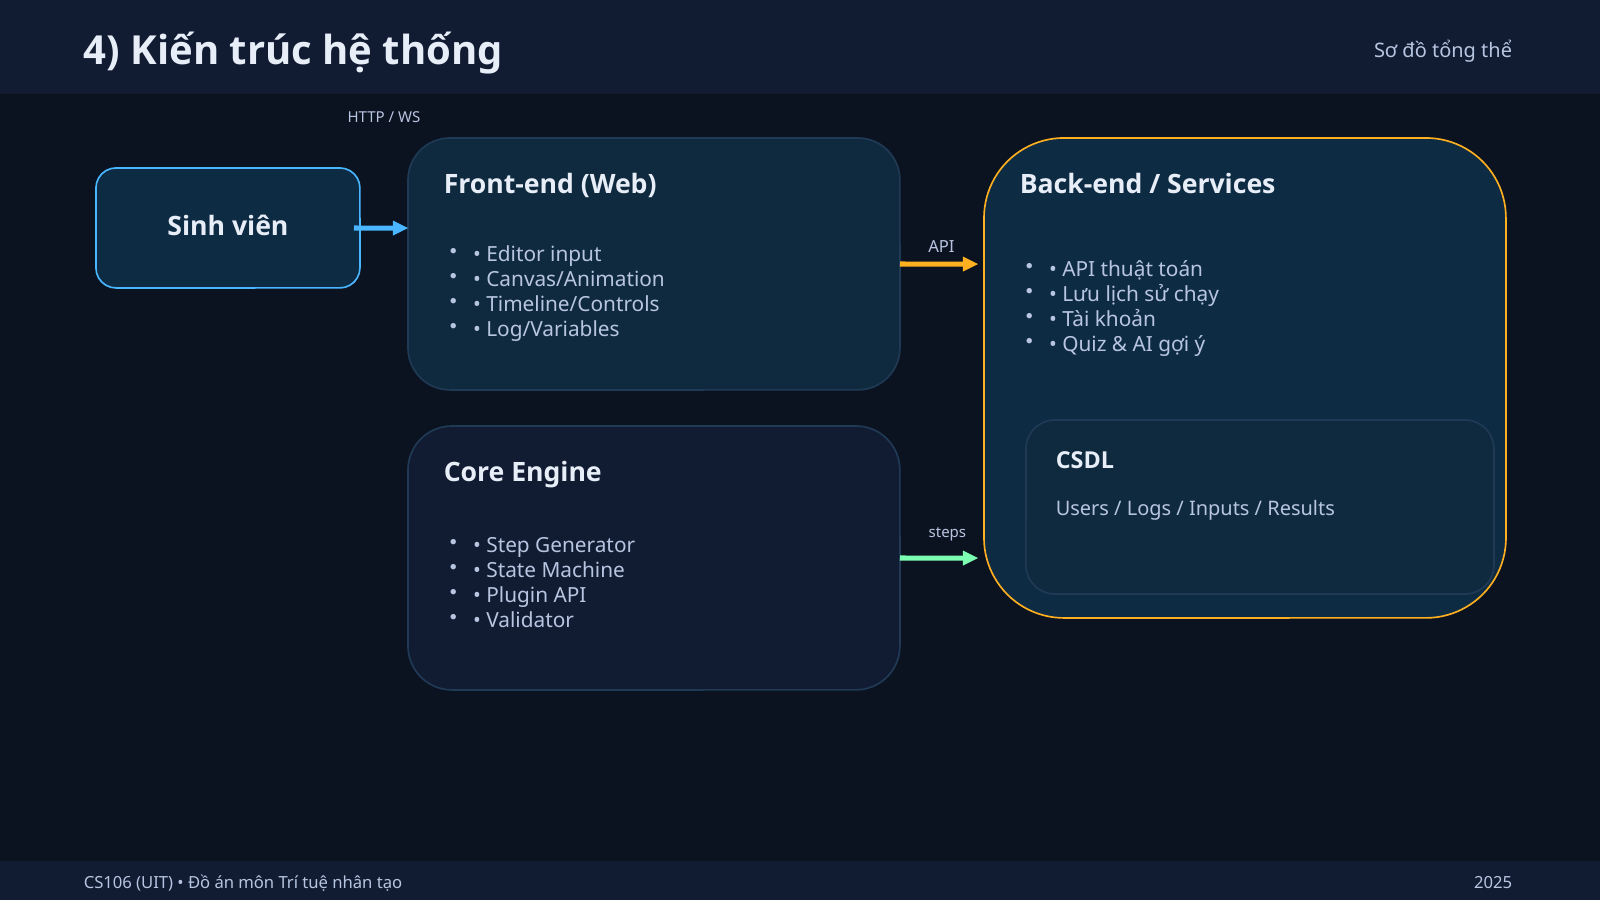 4) Kiến trúc hệ thống
Sơ đồ tổng thể
HTTP / WS
Sinh viên
Front-end (Web)
• • Editor input
• • Canvas/Animation
• • Timeline/Controls
• • Log/Variables
API
Back-end / Services
• • API thuật toán
• • Lưu lịch sử chạy
• • Tài khoản
• • Quiz & AI gợi ý
CSDL
Users / Logs / Inputs / Results
Core Engine
• • Step Generator
• • State Machine
• • Plugin API
• • Validator
steps
CS106 (UIT) • Đồ án môn Trí tuệ nhân tạo
2025